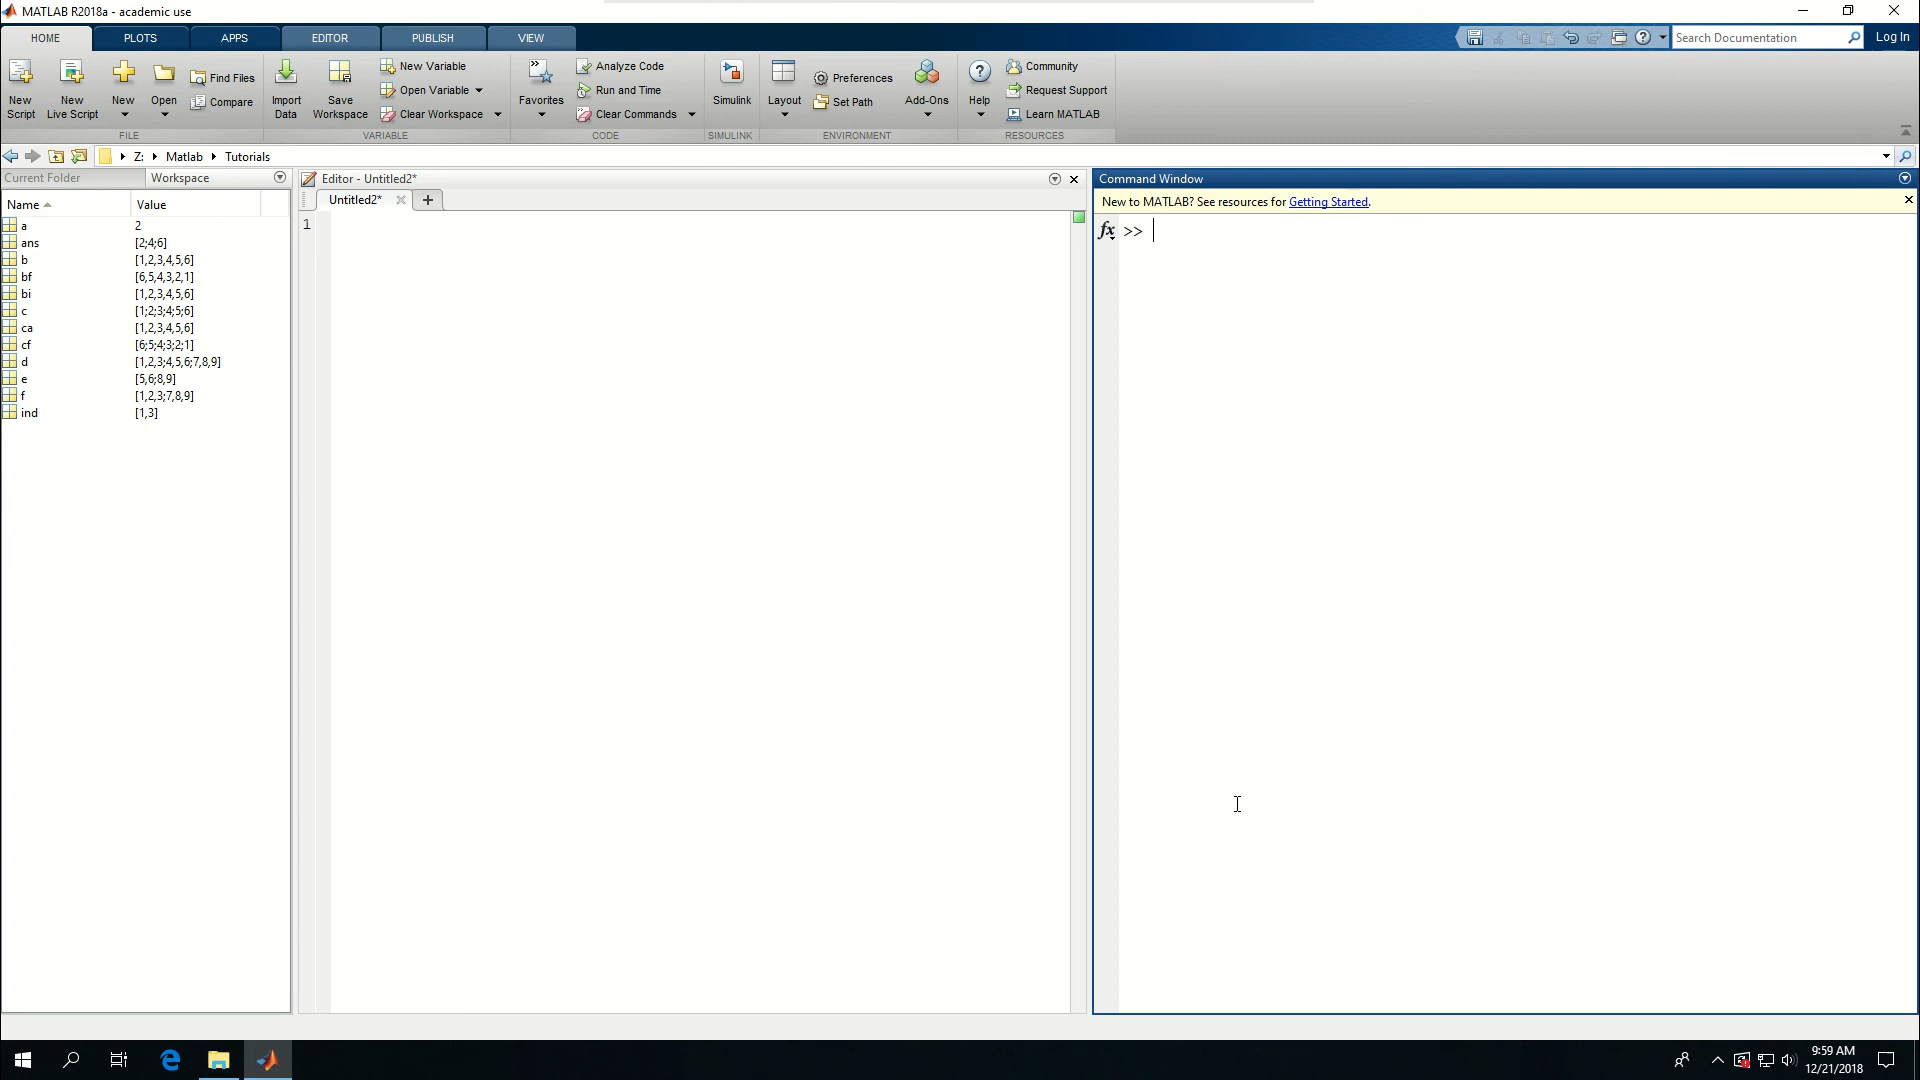 MATLAB R2018a - academic use
HOME PLOTS APPS EDITOR PUBLISH VIEW
Search Documentation
Log In
New Script
New Live Script
New
Open
Find Files
Compare
FILE
Import Data
Save Workspace
New Variable
Open Variable
Clear Workspace
VARIABLE
Favorites
Analyze Code
Run and Time
Clear Commands
CODE
Simulink
SIMULINK
Layout
Preferences
Set Path
Add-Ons
ENVIRONMENT
Help
Community
Request Support
Learn MATLAB
RESOURCES
Z: Matlab Tutorials
Current Folder
Workspace
Name Value
a 2
ans [2;4;6]
b [1,2,3,4,5,6]
bf [6,5,4,3,2,1]
bi [1,2,3,4,5,6]
c [1;2;3;4;5;6]
ca [1,2,3,4,5,6]
cf [6;5;4;3;2;1]
d [1,2,3;4,5,6;7,8,9]
e [5,6;8,9]
f [1,2,3;7,8,9]
ind [1,3]
Editor - Untitled2*
Untitled2*
1
Command Window
New to MATLAB? See resources for Getting Started.
fx >>
9:59 AM
12/21/2018